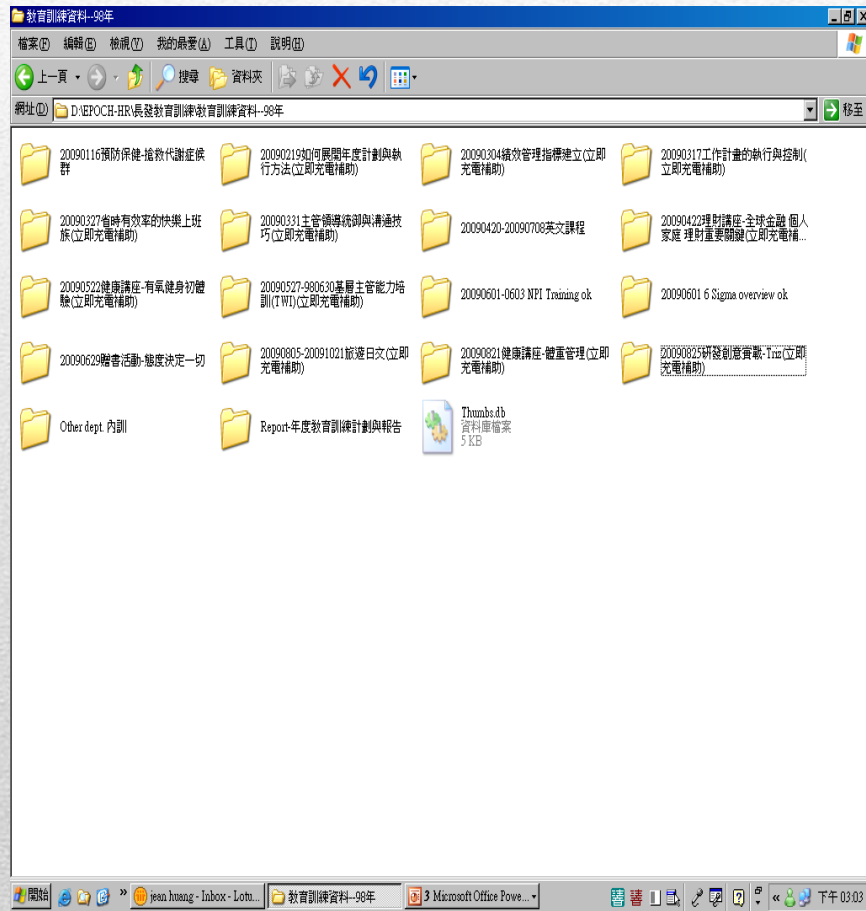 教育訓練資料--98年
檔案(F) 編輯(E) 檢視(V) 我的最愛(A) 工具(T) 說明(H)
上一頁 搜尋 資料夾
網址(D) D:\EPOCH-HR\長發教育訓練\教育訓練資料--98年 移至
20090116預防保健-搶救代謝症候
群
20090219如何展開年度計劃與執
行方法(立即充電補助)
20090304績效管理指標建立(立即
充電補助)
20090317工作計畫的執行與控制(
立即充電補助)
20090327省時有效率的快樂上班
族(立即充電補助)
20090331主管領導統御與溝通技
巧(立即充電補助)
20090420-20090708英文課程
20090422理財講座-全球金融 個人
家庭 理財重要關鍵(立即充電補...
20090522健康講座-有氧健身初體
驗(立即充電補助)
20090527-980630基層主管能力培
訓(TWI)(立即充電補助)
20090601-0603 NPI Training ok
20090601 6 Sigma overview ok
20090629贈書活動-態度決定一切
20090805-20091021旅遊日文(立即
充電補助)
20090821健康講座-體重管理(立即
充電補助)
20090825研發創意實戰-Triz(立即
充電補助)
Other dept. 內訓
Report-年度教育訓練計劃與報告
Thumbs.db
資料庫檔案
5 KB
開始 » jean huang - Inbox - Lotu... 教育訓練資料--98年 3 Microsoft Office Powe... « 下午 03:03